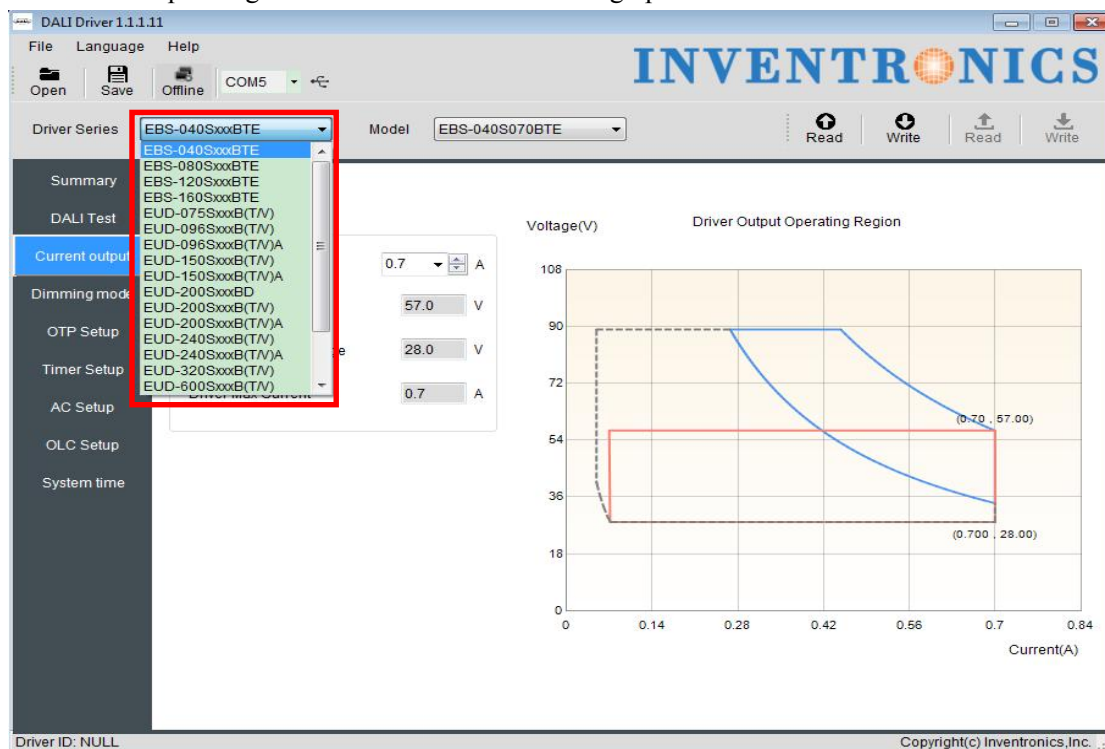 DALI Driver 1.1.1.11
File Language Help
INVENTRONICS
Open Save Offline COM5
Driver Series EBS-040SxxxBTE Model EBS-040S070BTE Read Write Read Write
EBS-040SxxxBTE
EBS-080SxxxBTE
EBS-120SxxxBTE
EBS-160SxxxBTE
EUD-075SxxxB(T/V)
EUD-096SxxxB(T/V)
EUD-096SxxxB(T/V)A
EUD-150SxxxB(T/V)
EUD-150SxxxB(T/V)A
EUD-200SxxxBD
EUD-200SxxxB(T/V)
EUD-200SxxxB(T/V)A
EUD-240SxxxB(T/V)
EUD-240SxxxB(T/V)A
EUD-320SxxxB(T/V)
EUD-600SxxxB(T/V)
Summary
DALI Test
Current output
Dimming mode
OTP Setup
Timer Setup
AC Setup
OLC Setup
System time
0.7 A
57.0 V
28.0 V
Driver Max Current 0.7 A
Voltage(V) Driver Output Operating Region
108
90
72
54
36
18
0
(0.70 , 57.00)
(0.700 , 28.00)
0 0.14 0.28 0.42 0.56 0.7 0.84
Current(A)
Driver ID: NULL Copyright(c) Inventronics,Inc.